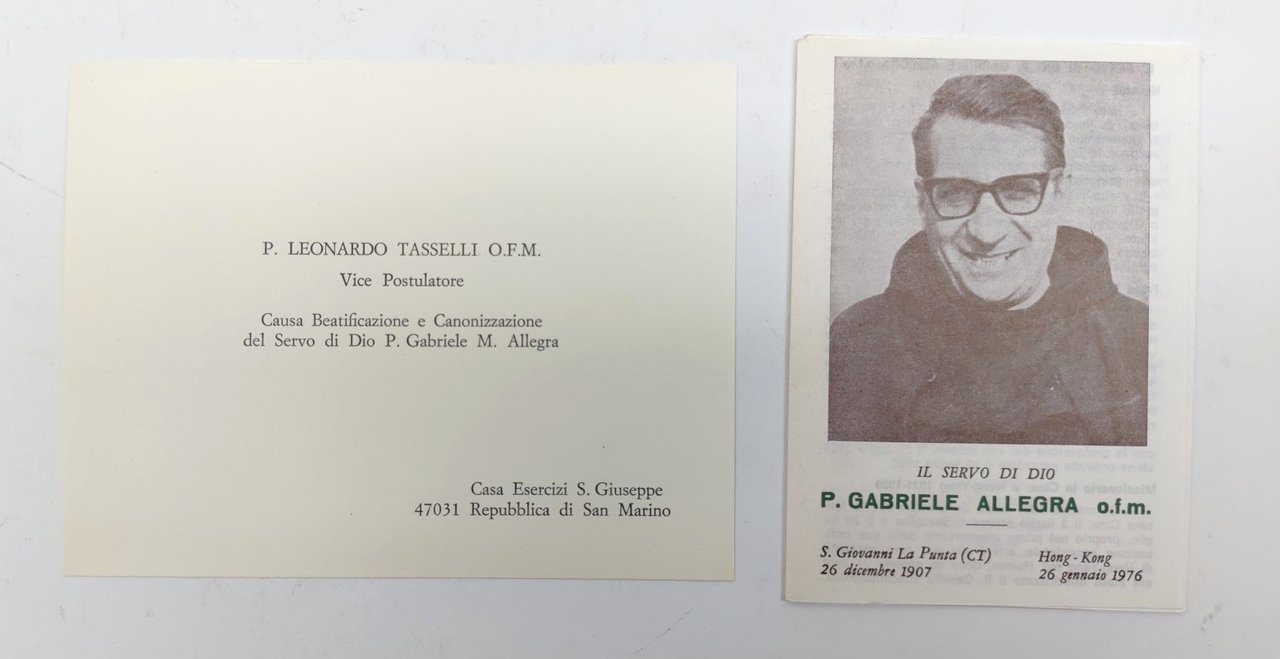 P. LEONARDO TASSELLI O.F.M.
Vice Postulatore
Causa Beatificazione e Canonizzazione
del Servo di Dio P. Gabriele M. Allegra
Casa Esercizi S. Giuseppe
47031 Repubblica di San Marino
IL SERVO DI DIO
P. GABRIELE ALLEGRA o.f.m.
S. Giovanni La Punta (CT)
26 dicembre 1907
Hong-Kong
26 gennaio 1976